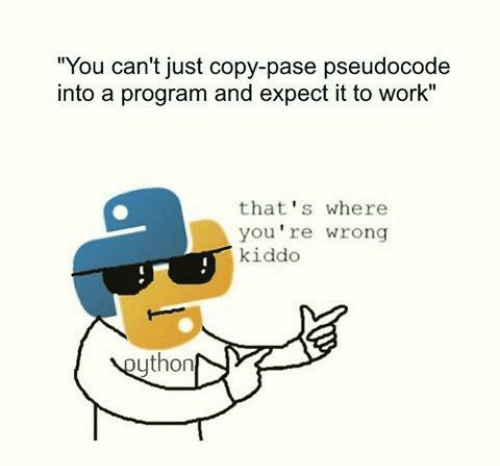 "You can't just copy-pase pseudocode
into a program and expect it to work"
that's where
you're wrong
kiddo
python